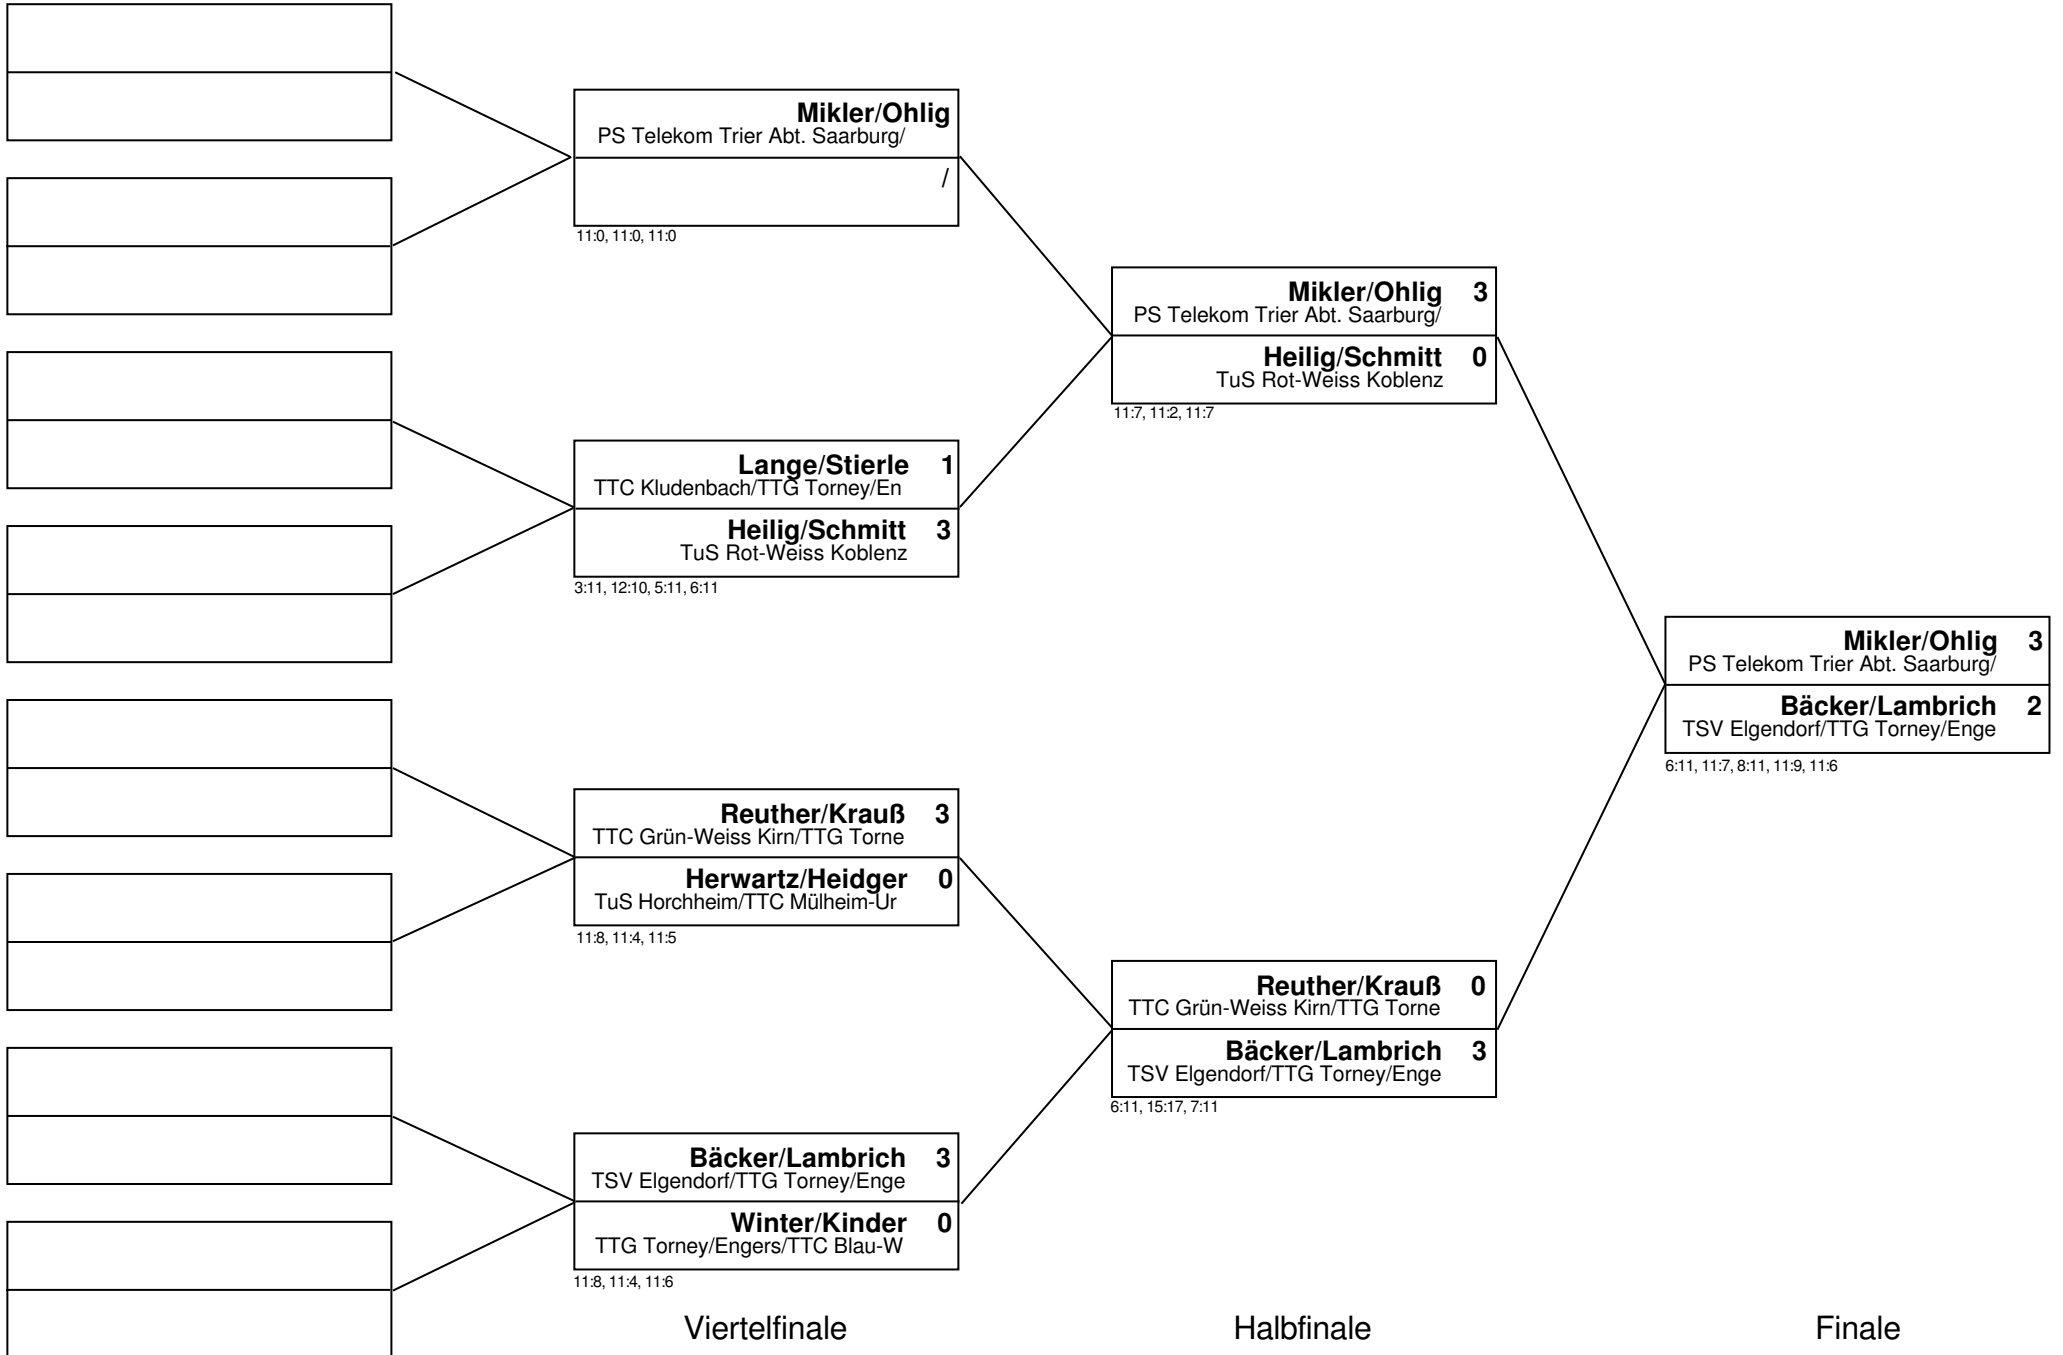 Mikler/Ohlig
PS Telekom Trier Abt. Saarburg/
/
11:0, 11:0, 11:0
Lange/Stierle 1
TTC Kludenbach/TTG Torney/En
Heilig/Schmitt 3
TuS Rot-Weiss Koblenz
3:11, 12:10, 5:11, 6:11
Reuther/Krauß 3
TTC Grün-Weiss Kirn/TTG Torne
Herwartz/Heidger 0
TuS Horchheim/TTC Mülheim-Ur
11:8, 11:4, 11:5
Bäcker/Lambrich 3
TSV Elgendorf/TTG Torney/Enge
Winter/Kinder 0
TTG Torney/Engers/TTC Blau-W
11:8, 11:4, 11:6
Viertelfinale
Mikler/Ohlig 3
PS Telekom Trier Abt. Saarburg/
Heilig/Schmitt 0
TuS Rot-Weiss Koblenz
11:7, 11:2, 11:7
Reuther/Krauß 0
TTC Grün-Weiss Kirn/TTG Torne
Bäcker/Lambrich 3
TSV Elgendorf/TTG Torney/Enge
6:11, 15:17, 7:11
Halbfinale
Mikler/Ohlig 3
PS Telekom Trier Abt. Saarburg/
Bäcker/Lambrich 2
TSV Elgendorf/TTG Torney/Enge
6:11, 11:7, 8:11, 11:9, 11:6
Finale